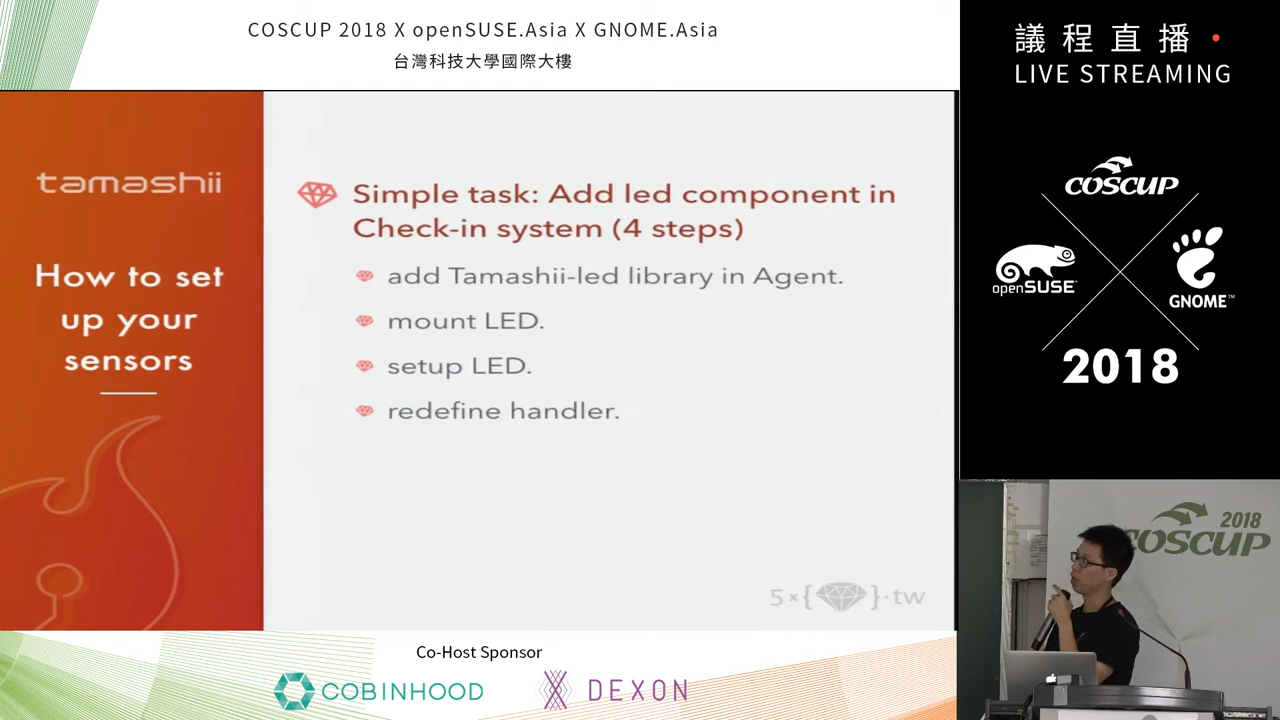 COSCUP 2018 X openSUSE.Asia X GNOME.Asia
台灣科技大學國際大樓
議程直播
LIVE STREAMING
tamashii
How to set
up your
sensors
Simple task: Add led component in
Check-in system (4 steps)
add Tamashii-led library in Agent.
mount LED.
setup LED.
redefine handler.
5×{ }.tw
COSCUP
openSUSE
GNOME™
2018
2018
COSCUP
Co-Host Sponsor
COBINHOOD
DEXON